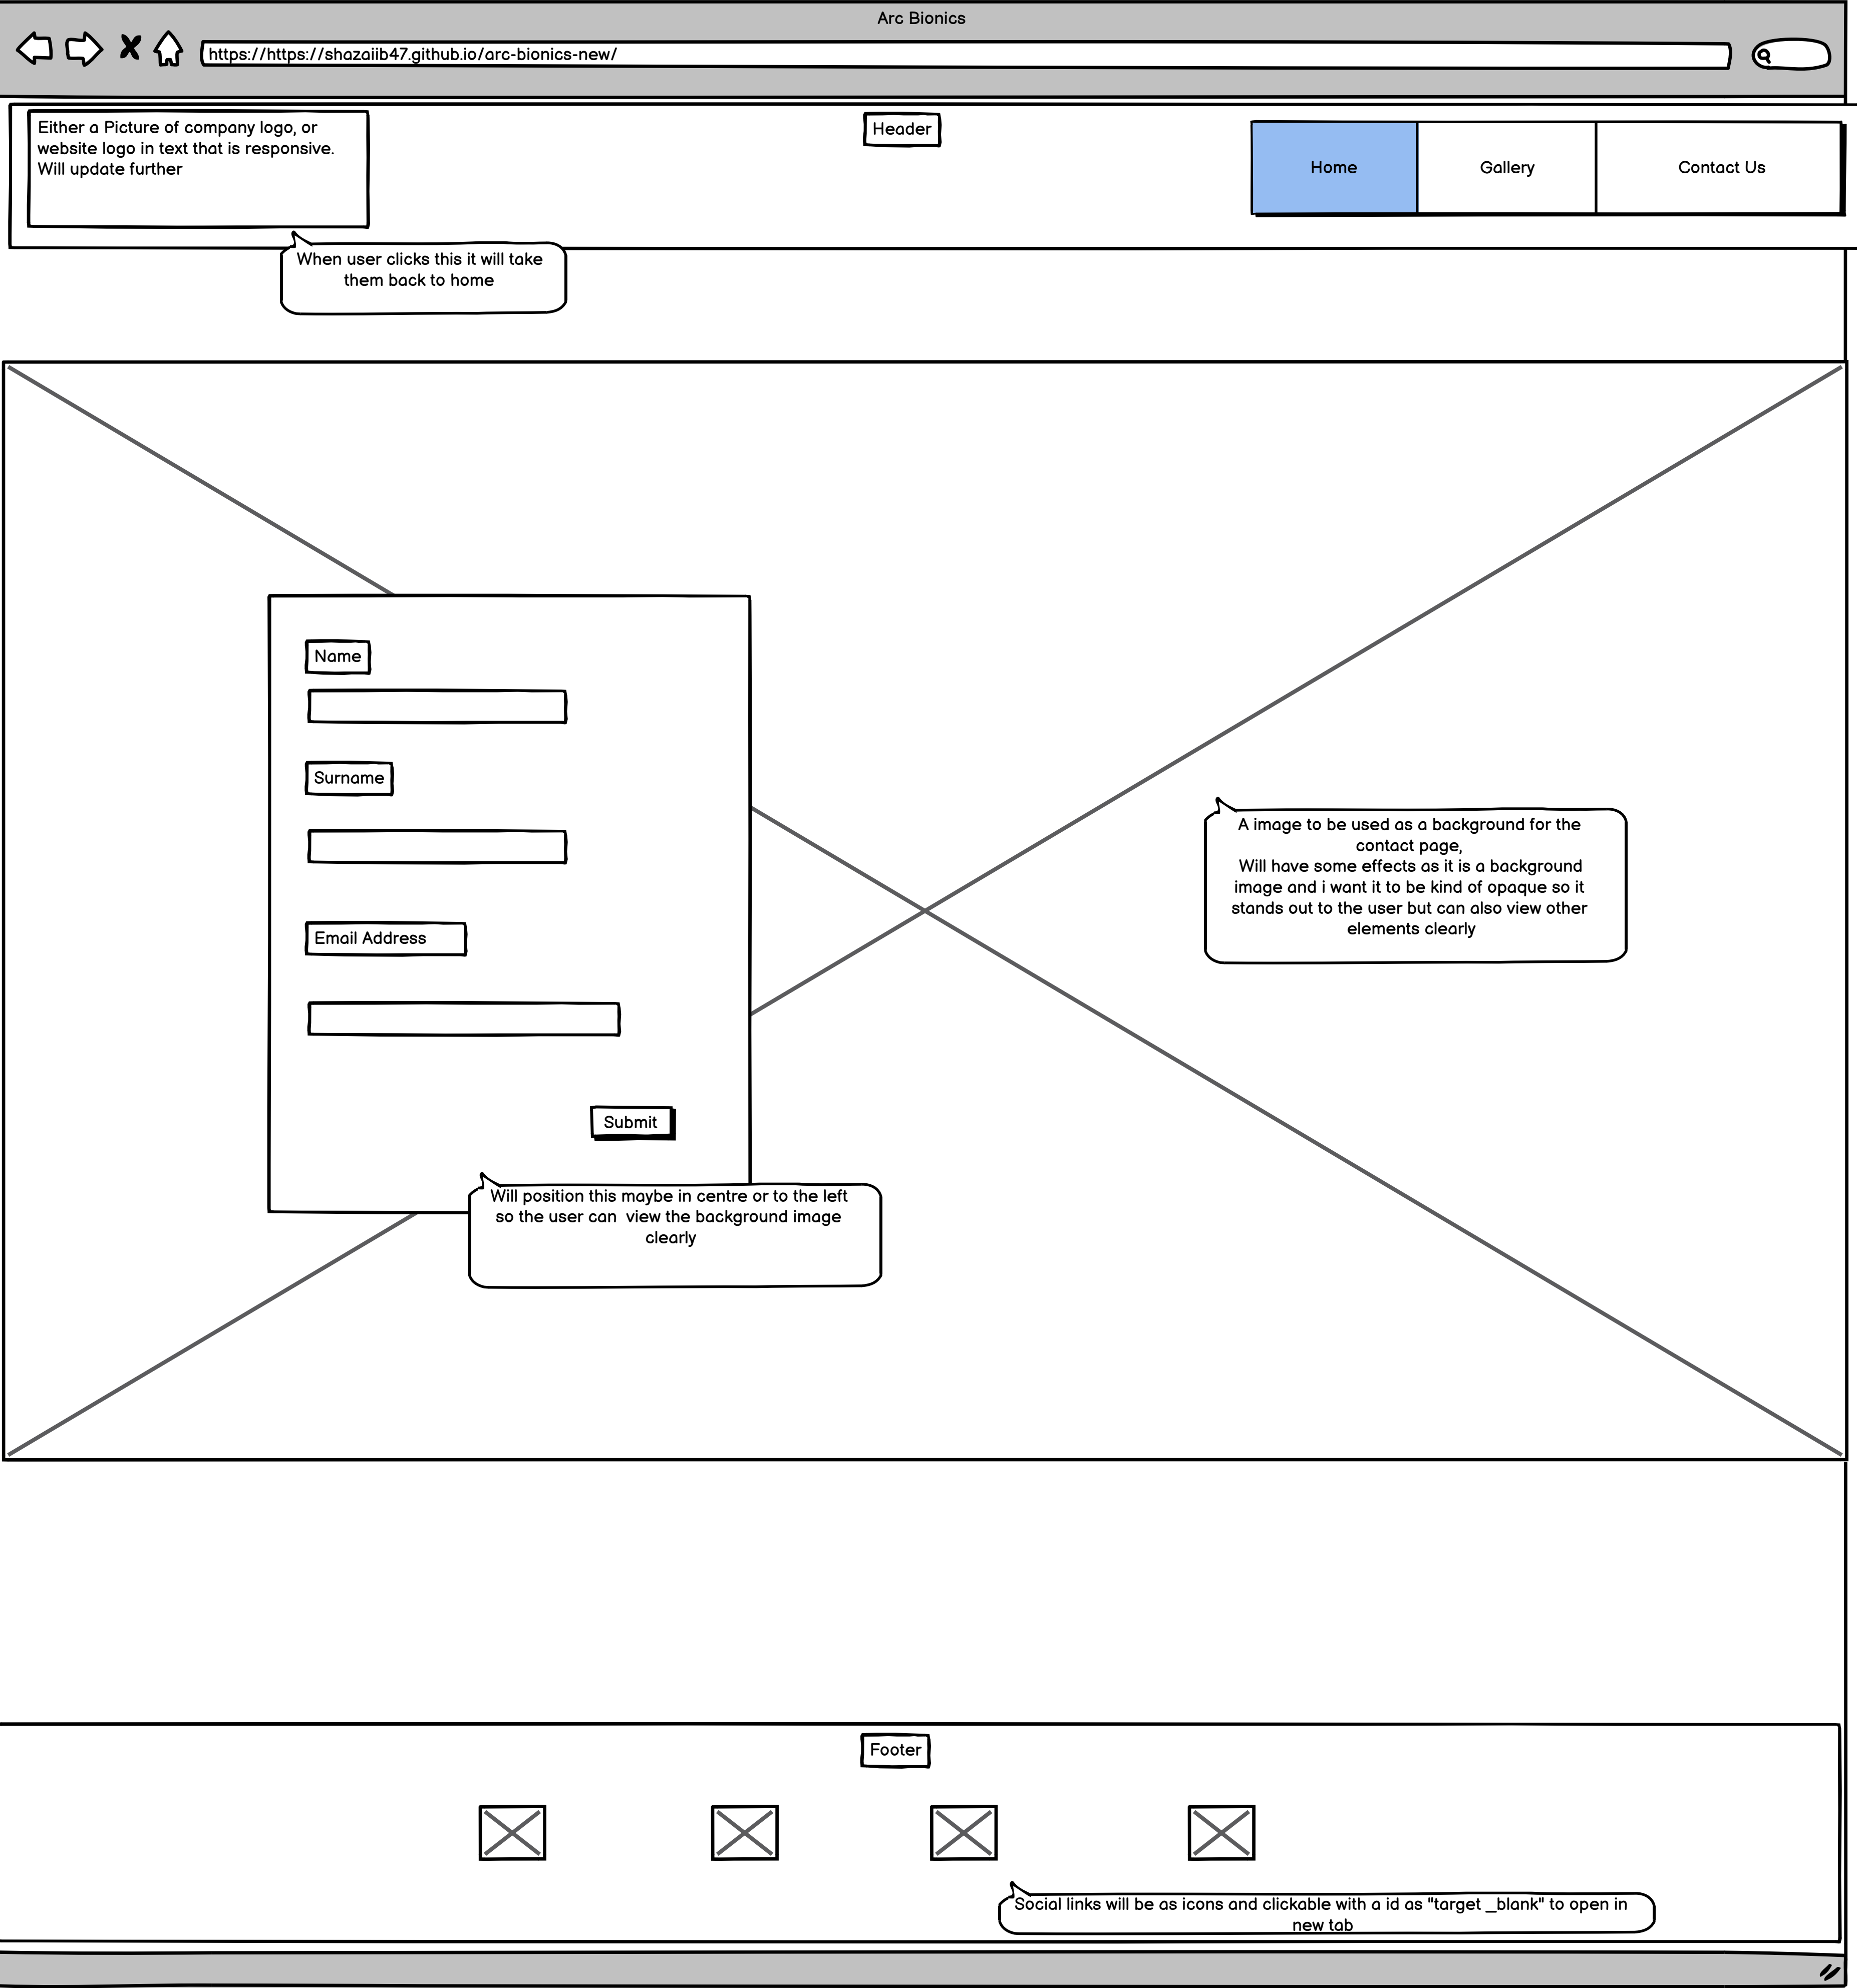 Arc Bionics
https://https://shazaiib47.github.io/arc-bionics-new/
Either a Picture of company logo, or
website logo in text that is responsive.
Will update further
Header
Home
Gallery
Contact Us
When user clicks this it will take
them back to home
Name
Surname
Email Address
Submit
A image to be used as a background for the
contact page,
Will have some effects as it is a background
image and i want it to be kind of opaque so it
stands out to the user but can also view other
elements clearly
Will position this maybe in centre or to the left
so the user can  view the background image
clearly
Footer
Social links will be as icons and clickable with a id as "target _blank" to open in
new tab